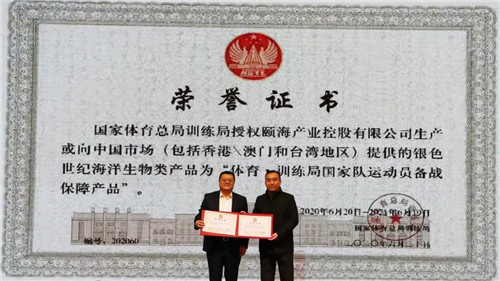 NSTC
荣誉证书
国家体育总局训练局授权颐海产业控股有限公司生产
或向中国市场（包括香港\澳门和台湾地区）提供的银色
世纪海洋生物类产品为“体育 训练局国家队运动员备战
保障产品”。
2020年6月20日-2021年6月19日
编号：202060
国家体育总局训练局